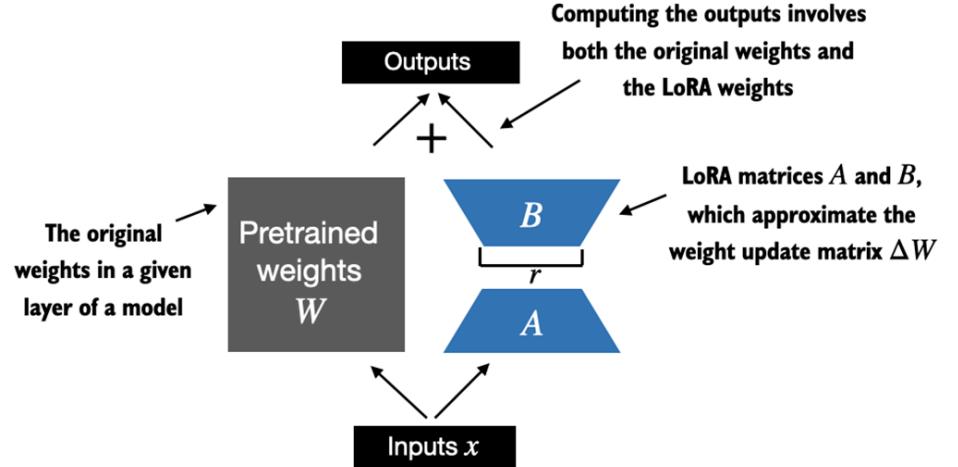 Computing the outputs involves
both the original weights and
the LoRA weights
Outputs
+
The original
weights in a given
layer of a model
Pretrained
weights
W
B
r
A
LoRA matrices A and B,
which approximate the
weight update matrix ΔW
Inputs x